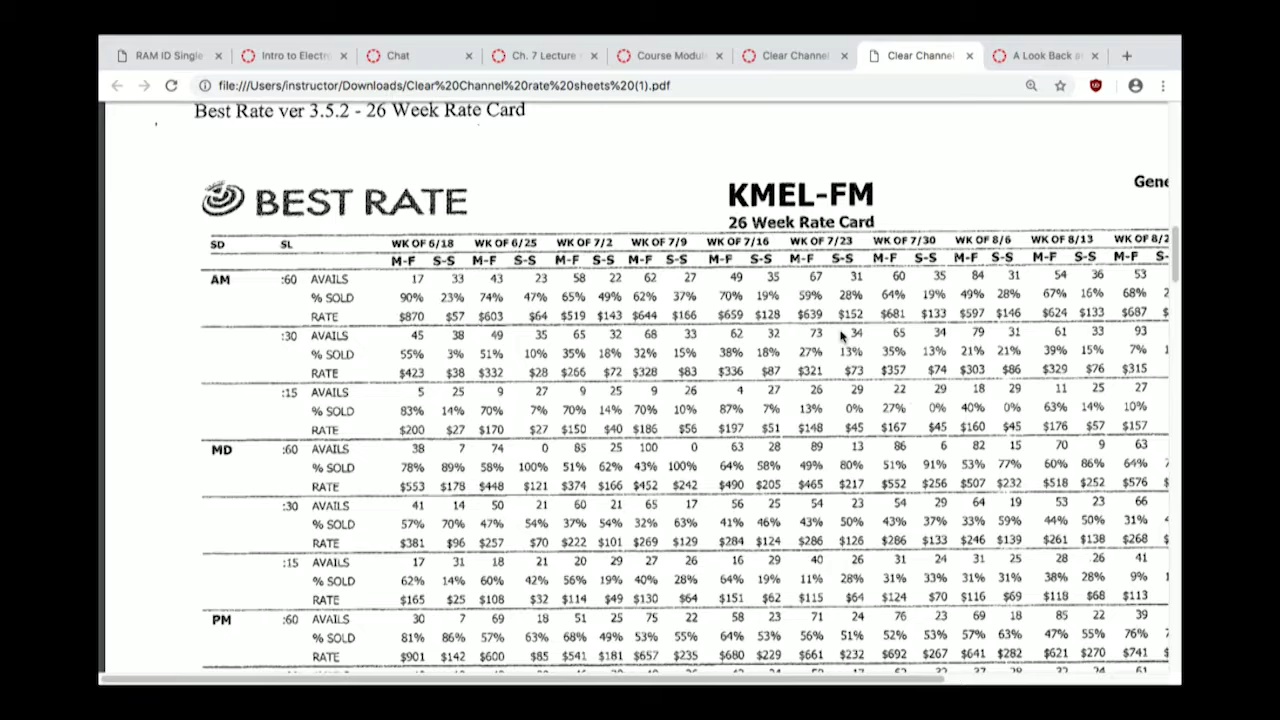 RAM ID Single Intro to Electr Chat Ch. 7 Lecture Course Modul Clear Channel Clear Channel A Look Back a
file:///Users/instructor/Downloads/Clear%20Channel%20rate%20sheets%20(1).pdf
Best Rate ver 3.5.2 - 26 Week Rate Card
BEST RATE KMEL-FM Gene
26 Week Rate Card
SD SL WK OF 6/18 WK OF 6/25 WK OF 7/2 WK OF 7/9 WK OF 7/16 WK OF 7/23 WK OF 7/30 WK OF 8/6 WK OF 8/13 WK OF 8/2
M-F S-S M-F S-S M-F S-S M-F S-S M-F S-S M-F S-S M-F S-S M-F S-S M-F S-S M-F S-
AM :60 AVAILS 17 33 43 23 58 22 62 27 49 35 67 31 60 35 84 31 54 36 53
% SOLD 90% 23% 74% 47% 65% 49% 62% 37% 70% 19% 59% 28% 64% 19% 49% 28% 67% 16% 68% 2
RATE $870 $57 $603 $64 $519 $143 $644 $166 $659 $128 $639 $152 $681 $133 $597 $146 $624 $133 $687 $
:30 AVAILS 45 38 49 35 65 32 68 33 62 32 73 34 65 34 79 31 61 33 93
% SOLD 55% 3% 51% 10% 35% 18% 32% 15% 38% 18% 27% 13% 35% 13% 21% 21% 39% 15% 7% 1
RATE $423 $38 $332 $28 $266 $72 $328 $83 $336 $87 $321 $73 $357 $74 $303 $86 $329 $76 $315
:15 AVAILS 5 25 9 27 9 25 9 26 4 27 26 29 22 29 18 29 11 25 27
% SOLD 83% 14% 70% 7% 70% 14% 70% 10% 87% 7% 13% 0% 27% 0% 40% 0% 63% 14% 10%
RATE $200 $27 $170 $27 $150 $40 $186 $56 $197 $51 $148 $45 $167 $45 $160 $45 $176 $57 $157
MD :60 AVAILS 38 7 74 0 85 25 100 0 63 28 89 13 86 6 82 15 70 9 63
% SOLD 78% 89% 58% 100% 51% 62% 43% 100% 64% 58% 49% 80% 51% 91% 53% 77% 60% 86% 64% 7
RATE $553 $178 $448 $121 $374 $166 $452 $242 $490 $205 $465 $217 $552 $256 $507 $232 $518 $252 $576 $
:30 AVAILS 41 14 50 21 60 21 65 17 56 25 54 23 54 29 64 19 53 23 66
% SOLD 57% 70% 47% 54% 37% 54% 32% 63% 41% 46% 43% 50% 43% 37% 33% 59% 44% 50% 31%
RATE $381 $96 $257 $70 $222 $101 $269 $129 $284 $124 $286 $126 $286 $133 $246 $139 $261 $138 $268 $
:15 AVAILS 17 31 18 21 20 29 27 26 16 29 40 26 31 24 31 25 28 26 41
% SOLD 62% 14% 60% 42% 56% 19% 40% 28% 64% 19% 11% 28% 31% 33% 31% 31% 38% 28% 9% 1
RATE $165 $25 $108 $32 $114 $49 $130 $64 $151 $62 $115 $64 $124 $70 $116 $69 $118 $68 $113
PM :60 AVAILS 30 7 69 18 51 25 75 22 58 23 71 24 76 23 69 18 85 22 39
% SOLD 81% 86% 57% 63% 68% 49% 53% 55% 64% 53% 56% 51% 52% 53% 57% 63% 47% 55% 76% 7
RATE $901 $142 $600 $85 $541 $181 $657 $235 $680 $229 $661 $232 $692 $267 $641 $282 $621 $270 $741 $